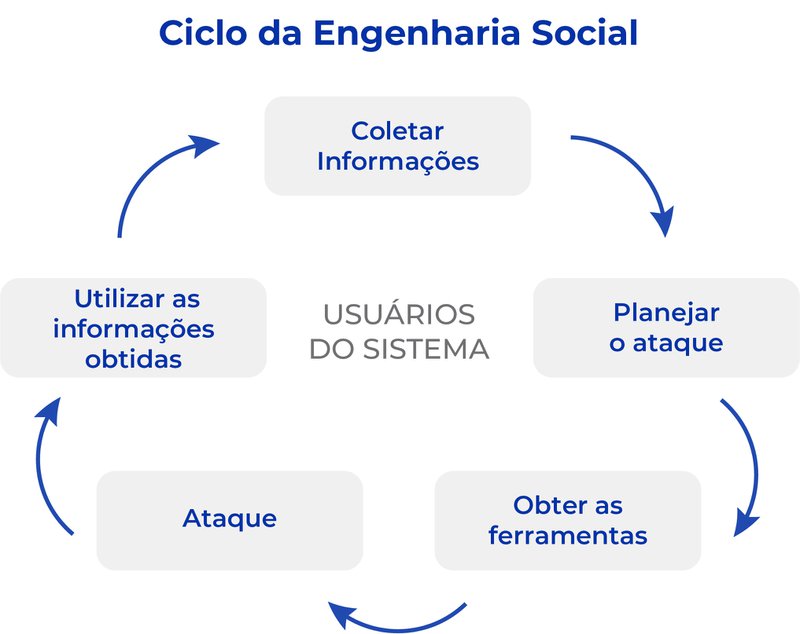 Ciclo da Engenharia Social
Coletar
Informações
Planejar
o ataque
Obter as
ferramentas
Ataque
Utilizar as
informações
obtidas
USUÁRIOS
DO SISTEMA